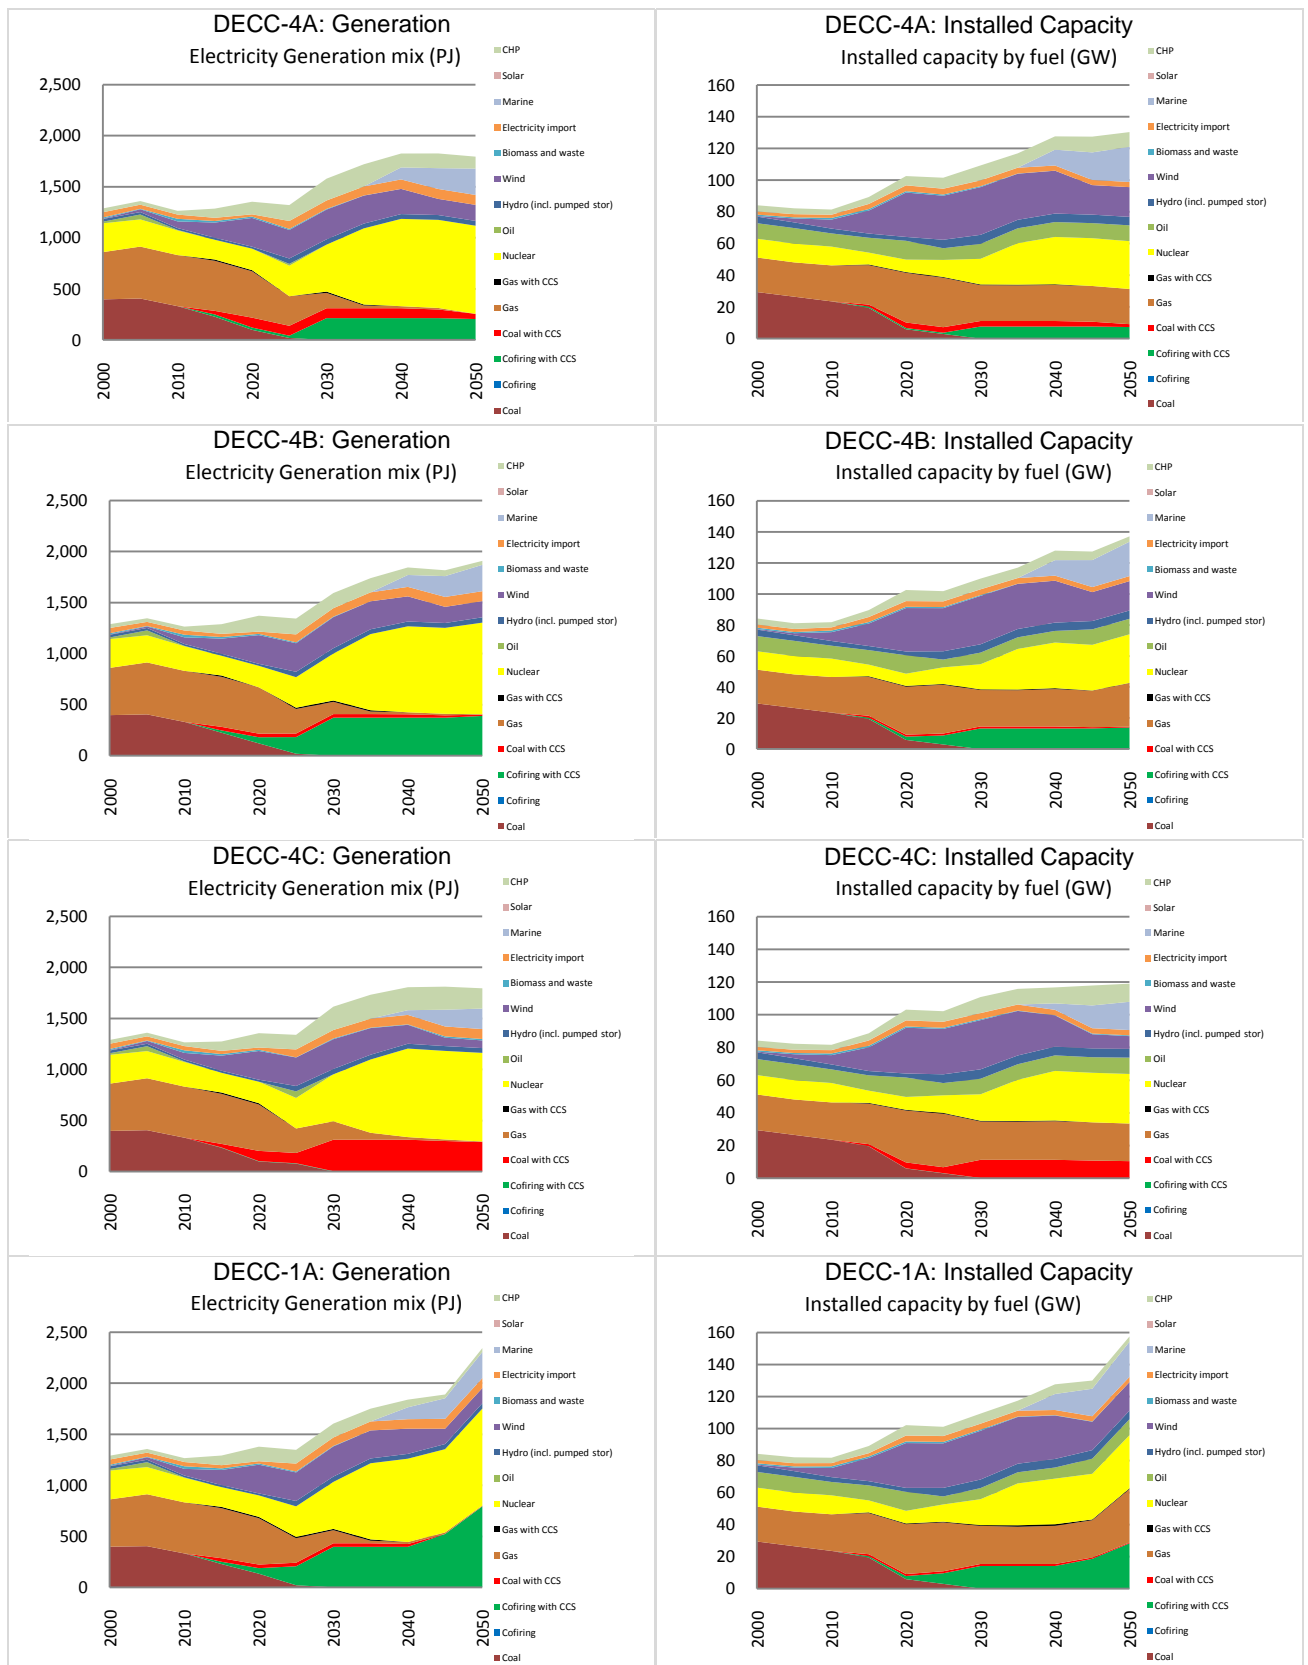 DECC-4A: Generation
Electricity Generation mix (PJ)
2,500
2,000
1,500
1,000
500
0
2000
2010
2020
2030
2040
2050
CHP
Solar
Marine
Electricity import
Biomass and waste
Wind
Hydro (incl. pumped stor)
Oil
Nuclear
Gas with CCS
Gas
Coal with CCS
Cofiring with CCS
Cofiring
Coal
DECC-4A: Installed Capacity
Installed capacity by fuel (GW)
160
140
120
100
80
60
40
20
0
2000
2010
2020
2030
2040
2050
CHP
Solar
Marine
Electricity import
Biomass and waste
Wind
Hydro (incl. pumped stor)
Oil
Nuclear
Gas with CCS
Gas
Coal with CCS
Cofiring with CCS
Cofiring
Coal
DECC-4B: Generation
Electricity Generation mix (PJ)
2,500
2,000
1,500
1,000
500
0
2000
2010
2020
2030
2040
2050
CHP
Solar
Marine
Electricity import
Biomass and waste
Wind
Hydro (incl. pumped stor)
Oil
Nuclear
Gas with CCS
Gas
Coal with CCS
Cofiring with CCS
Cofiring
Coal
DECC-4B: Installed Capacity
Installed capacity by fuel (GW)
160
140
120
100
80
60
40
20
0
2000
2010
2020
2030
2040
2050
CHP
Solar
Marine
Electricity import
Biomass and waste
Wind
Hydro (incl. pumped stor)
Oil
Nuclear
Gas with CCS
Gas
Coal with CCS
Cofiring with CCS
Cofiring
Coal
DECC-4C: Generation
Electricity Generation mix (PJ)
2,500
2,000
1,500
1,000
500
0
2000
2010
2020
2030
2040
2050
CHP
Solar
Marine
Electricity import
Biomass and waste
Wind
Hydro (incl. pumped stor)
Oil
Nuclear
Gas with CCS
Gas
Coal with CCS
Cofiring with CCS
Cofiring
Coal
DECC-4C: Installed Capacity
Installed capacity by fuel (GW)
160
140
120
100
80
60
40
20
0
2000
2010
2020
2030
2040
2050
CHP
Solar
Marine
Electricity import
Biomass and waste
Wind
Hydro (incl. pumped stor)
Oil
Nuclear
Gas with CCS
Gas
Coal with CCS
Cofiring with CCS
Cofiring
Coal
DECC-1A: Generation
Electricity Generation mix (PJ)
2,500
2,000
1,500
1,000
500
0
2000
2010
2020
2030
2040
2050
CHP
Solar
Marine
Electricity import
Biomass and waste
Wind
Hydro (incl. pumped stor)
Oil
Nuclear
Gas with CCS
Gas
Coal with CCS
Cofiring with CCS
Cofiring
Coal
DECC-1A: Installed Capacity
Installed capacity by fuel (GW)
160
140
120
100
80
60
40
20
0
2000
2010
2020
2030
2040
2050
CHP
Solar
Marine
Electricity import
Biomass and waste
Wind
Hydro (incl. pumped stor)
Oil
Nuclear
Gas with CCS
Gas
Coal with CCS
Cofiring with CCS
Cofiring
Coal